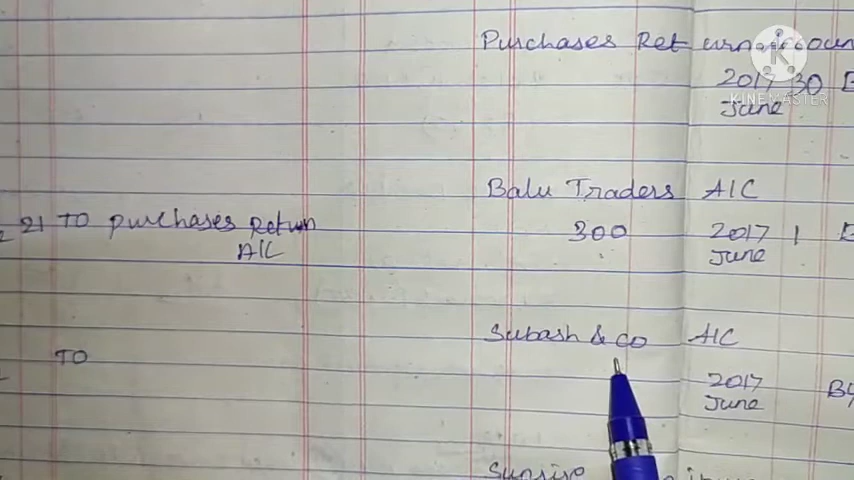 Purchases Return Account
2017 30
June
KINEMASTER
Balu Traders A/C
21 TO purchases Return 300 2017 1
A/C June
Subash & co A/C
TO 2017 By
June